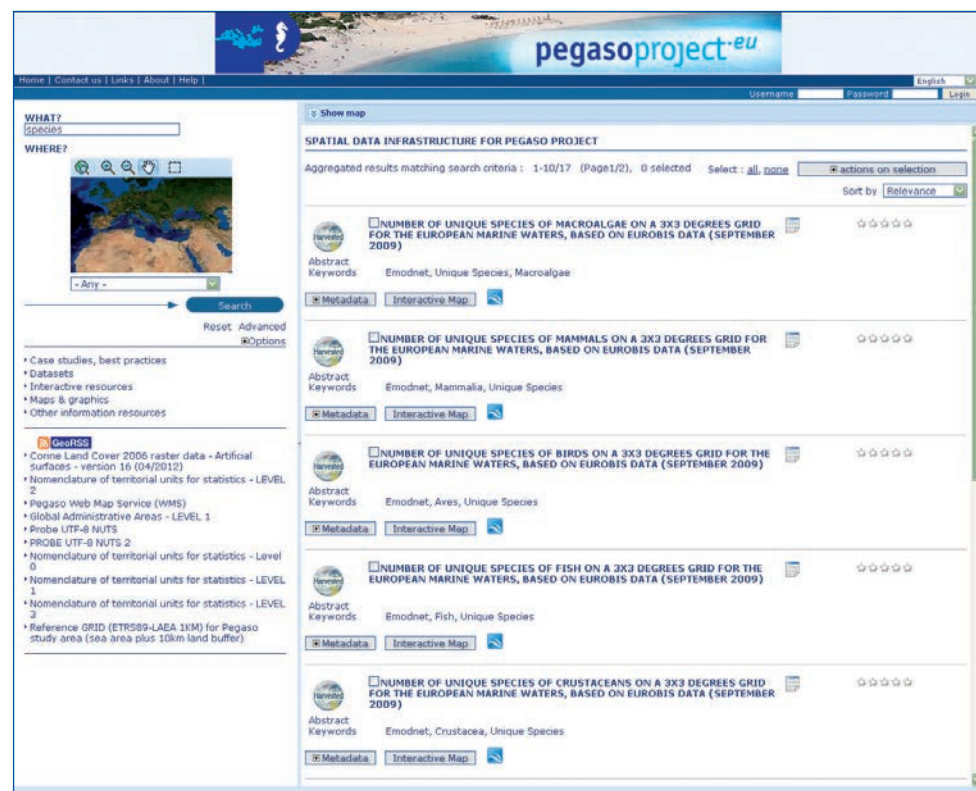 pegasoproject.eu
Home | Contact us | Links | About | Help |
English
Username Password Login
WHAT?
species
WHERE?
- Any -
Search
Reset Advanced
Options
Case studies, best practices
Datasets
Interactive resources
Maps & graphics
Other information resources
GeoRSS
Corine Land Cover 2006 raster data - Artificial
surfaces - version 16 (04/2012)
Nomenclature of territorial units for statistics - LEVEL
2
Pegaso Web Map Service (WMS)
Global Administrative Areas - LEVEL 1
Probe UTF-8 NUTS
PROBE UTF-8 NUTS 2
Nomenclature of territorial units for statistics - Level
0
Nomenclature of territorial units for statistics - LEVEL
1
Nomenclature of territorial units for statistics - LEVEL
3
Reference GRID (ETRS89-LAEA 1KM) for Pegaso
study area (sea area plus 10km land buffer)
Show map
SPATIAL DATA INFRASTRUCTURE FOR PEGASO PROJECT
Aggregated results matching search criteria : 1-10/17 (Page1/2), 0 selected Select : all, none actions on selection
Sort by Relevance
Harvested
NUMBER OF UNIQUE SPECIES OF MACROALGAE ON A 3X3 DEGREES GRID
FOR THE EUROPEAN MARINE WATERS, BASED ON EUROBIS DATA (SEPTEMBER
2009)
Abstract
Keywords Emodnet, Unique Species, Macroalgae
Metadata Interactive Map
Harvested
NUMBER OF UNIQUE SPECIES OF MAMMALS ON A 3X3 DEGREES GRID FOR
THE EUROPEAN MARINE WATERS, BASED ON EUROBIS DATA (SEPTEMBER
2009)
Abstract
Keywords Emodnet, Mammalia, Unique Species
Metadata Interactive Map
Harvested
NUMBER OF UNIQUE SPECIES OF BIRDS ON A 3X3 DEGREES GRID FOR THE
EUROPEAN MARINE WATERS, BASED ON EUROBIS DATA (SEPTEMBER 2009)
Abstract
Keywords Emodnet, Aves, Unique Species
Metadata Interactive Map
Harvested
NUMBER OF UNIQUE SPECIES OF FISH ON A 3X3 DEGREES GRID FOR THE
EUROPEAN MARINE WATERS, BASED ON EUROBIS DATA (SEPTEMBER 2009)
Abstract
Keywords Emodnet, Fish, Unique Species
Metadata Interactive Map
Harvested
NUMBER OF UNIQUE SPECIES OF CRUSTACEANS ON A 3X3 DEGREES GRID
FOR THE EUROPEAN MARINE WATERS, BASED ON EUROBIS DATA (SEPTEMBER
2009)
Abstract
Keywords Emodnet, Crustacea, Unique Species
Metadata Interactive Map